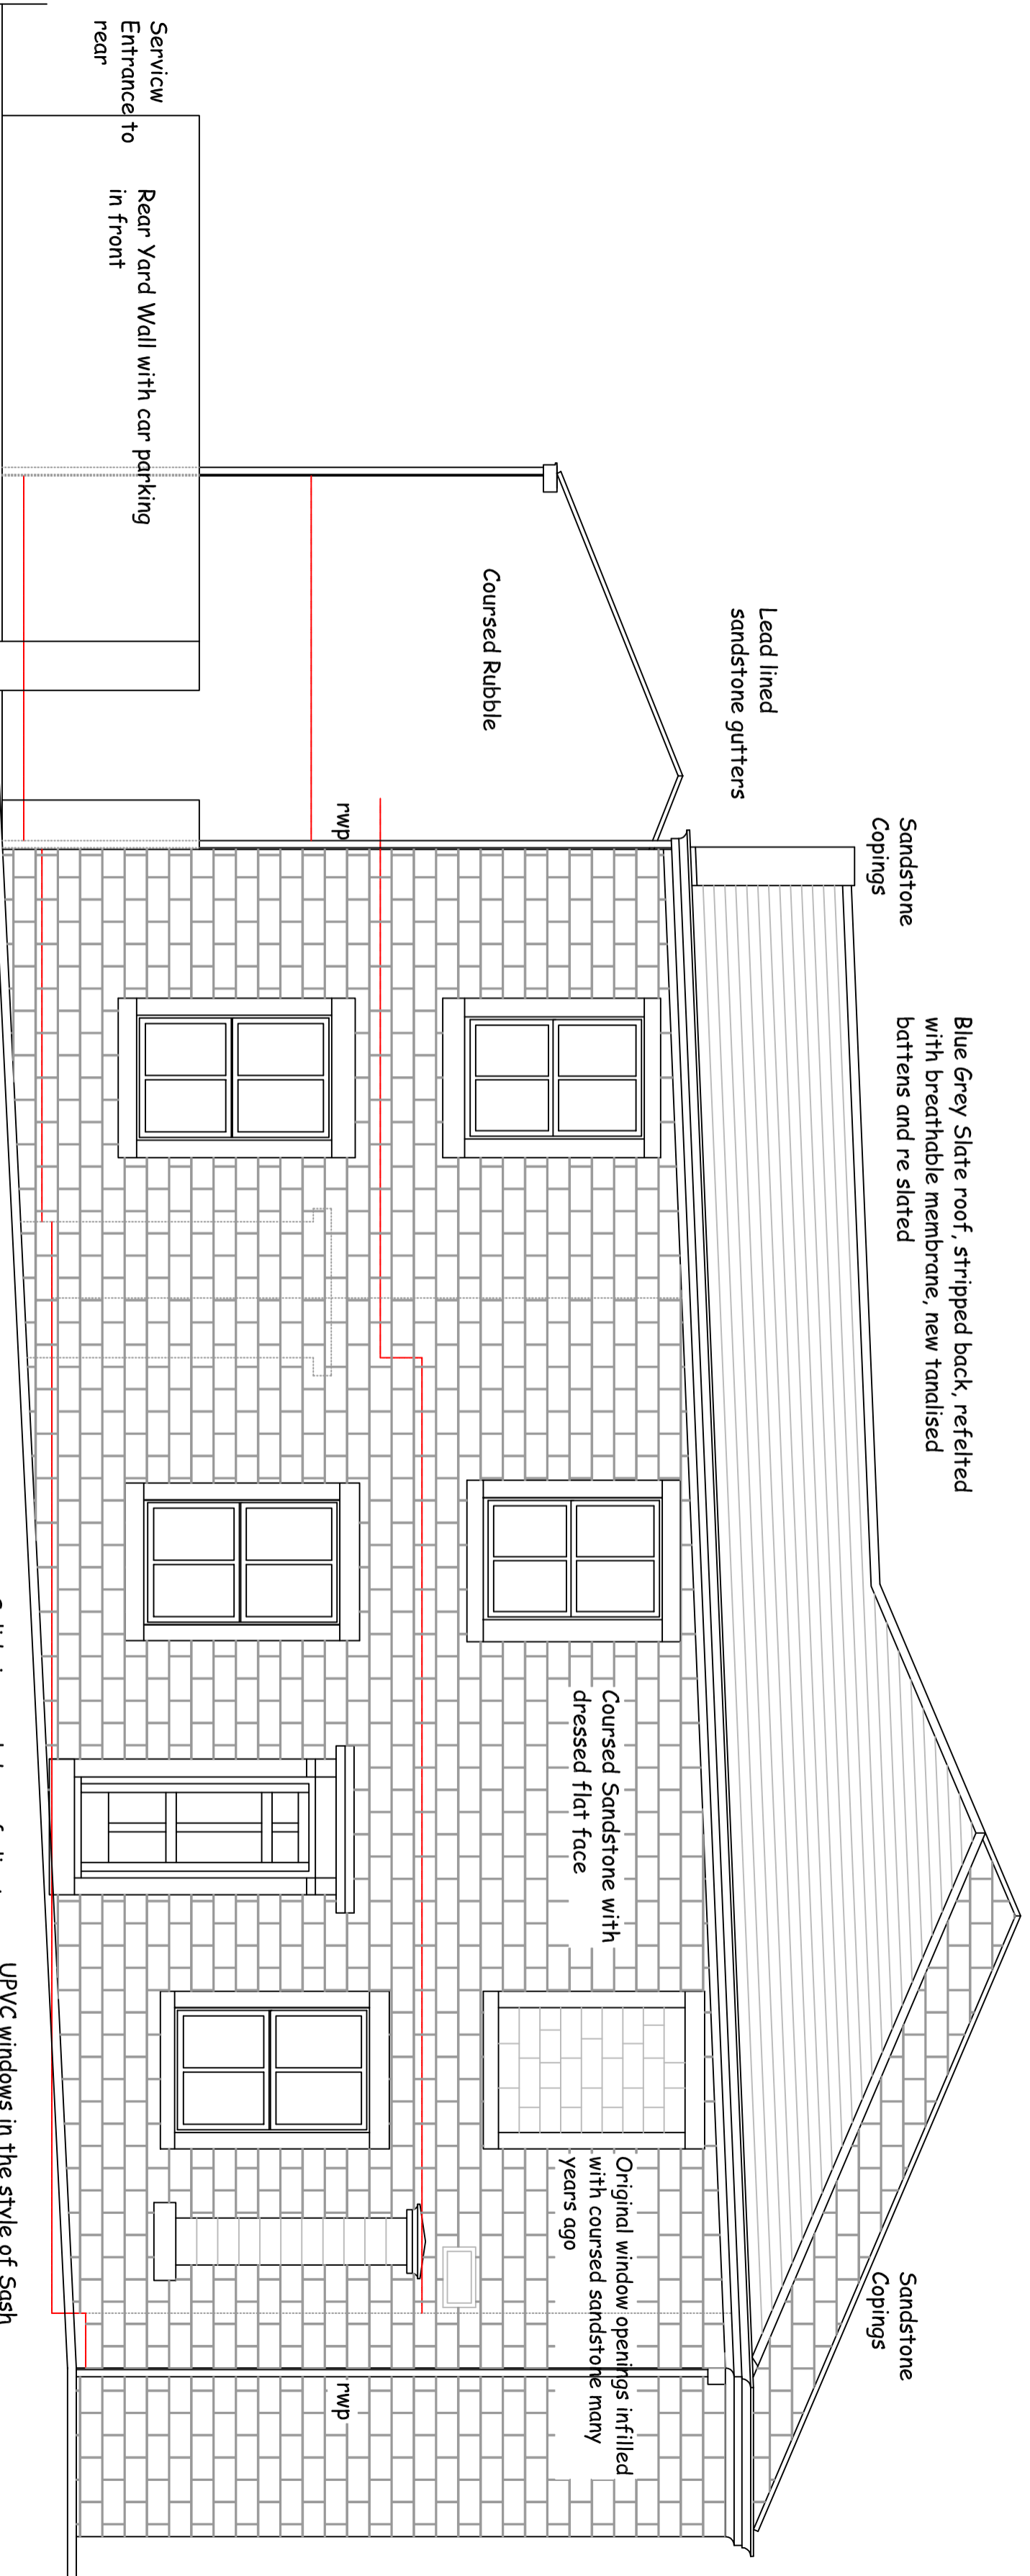 Blue Grey Slate roof, stripped back, refelted
with breathable membrane, new tanalised
battens and re slated
Sandstone
Copings
Sandstone
Copings
Lead lined
sandstone gutters
Coursed Rubble
Coursed Sandstone with
dressed flat face
Original window openings infilled
with coursed sandstone many
years ago
rwp
rwp
Servicw
Entrance to
rear
Rear Yard Wall with car parking
in front
UPVC windows in the style of Sash